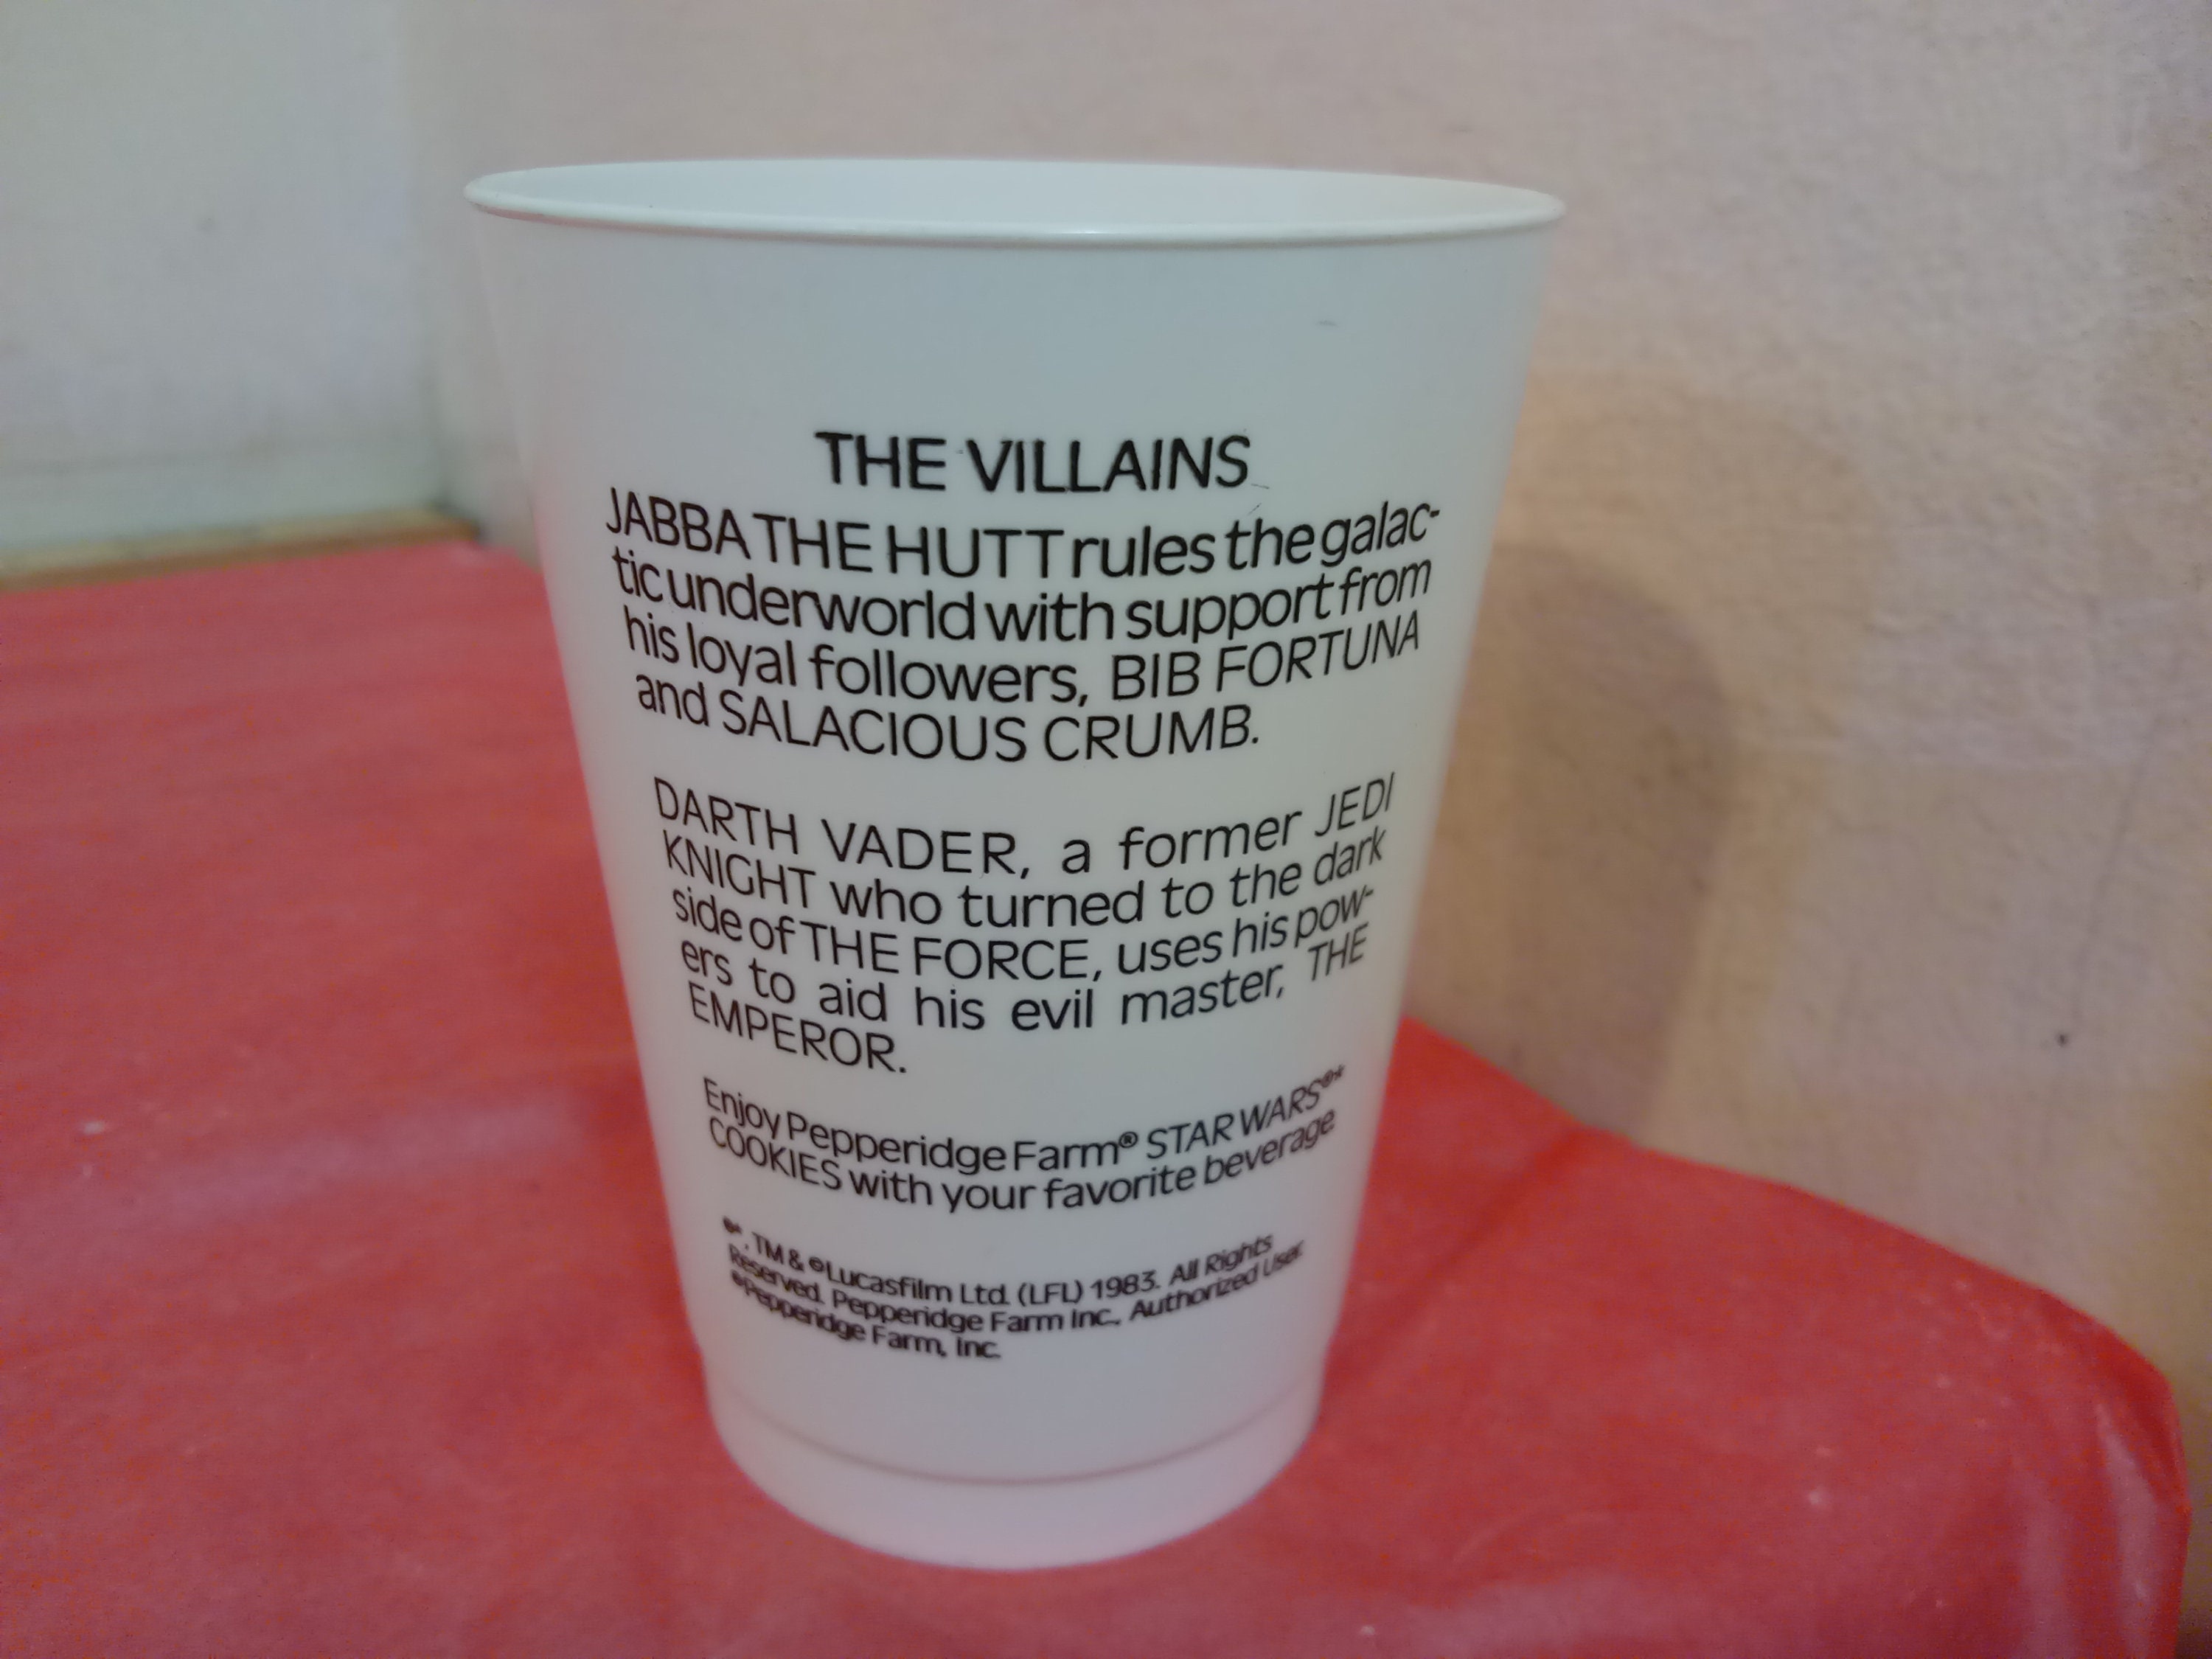 THE VILLAINS
JABBA THE HUTT rules the galac-
tic underworld with support from
his loyal followers, BIB FORTUNA
and SALACIOUS CRUMB.
DARTH VADER, a former JEDI
KNIGHT who turned to the dark
side of THE FORCE, uses his pow-
ers to aid his evil master, THE
EMPEROR.
Enjoy Pepperidge Farm® STAR WARS®*
COOKIES with your favorite beverage
®*, TM & ©Lucasfilm Ltd. (LFL) 1983. All Rights
Reserved. Pepperidge Farm Inc., Authorized User.
©Pepperidge Farm, Inc.